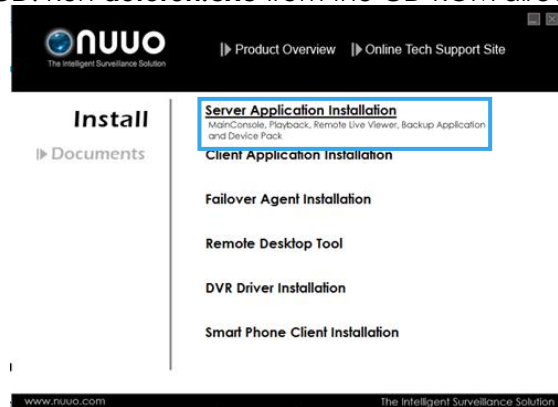 nuuo
The Intelligent Surveillance Solution
Product Overview Online Tech Support Site
Install
Documents
Server Application Installation
MainConsole, Playback, Remote Live Viewer, Backup Application
and Device Pack
Client Application Installation
Failover Agent Installation
Remote Desktop Tool
DVR Driver Installation
Smart Phone Client Installation
www.nuuo.com The Intelligent Surveillance Solution